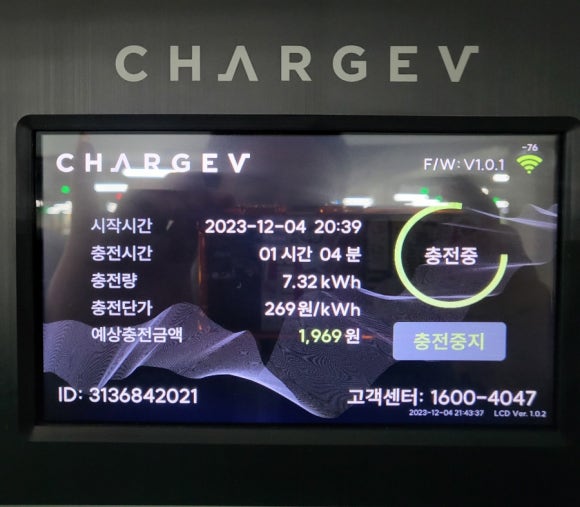 CHARGEV
CHARGEV
F/W: V1.0.1
-76
시작시간 2023-12-04 20:39
충전시간 01 시간 04 분
충전량 7.32 kWh
충전단가 269원/kWh
예상충전금액 1,969 원
충전중
충전중지
ID: 3136842021
고객센터: 1600-4047
2023-12-04 21:43:37 LCD Ver. 1.0.2